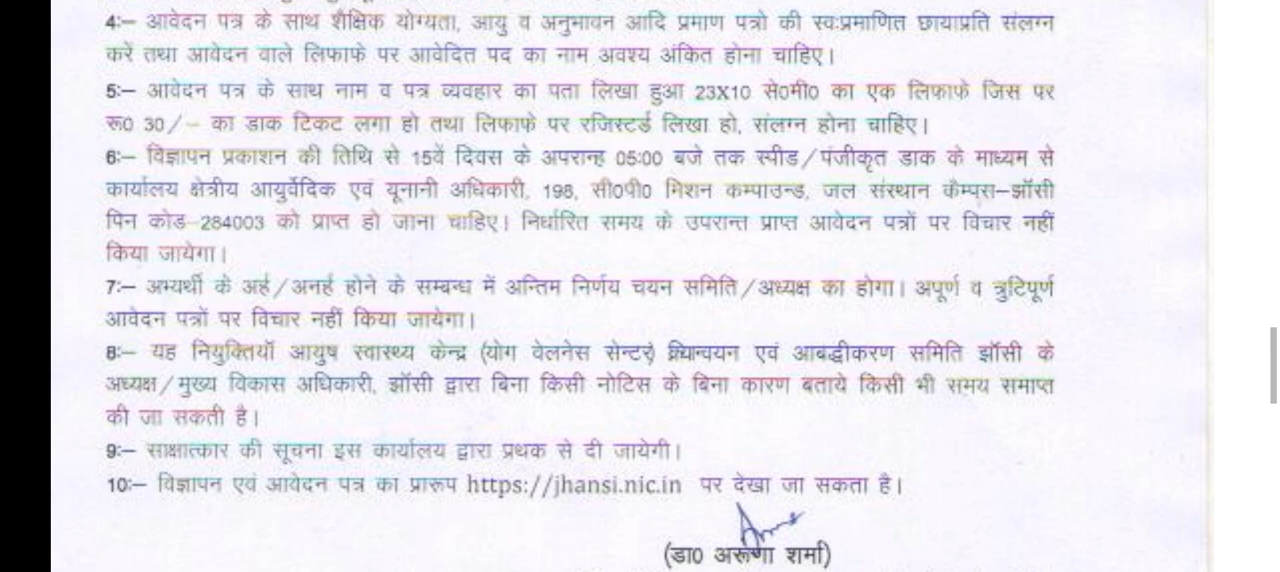 4:– आवेदन पत्र के साथ शैक्षिक योग्यता, आयु व अनुभावन आदि प्रमाण पत्रो की स्व:प्रमाणित छायाप्रति संलग्न
करें तथा आवेदन वाले लिफाफे पर आवेदित पद का नाम अवश्य अंकित होना चाहिए।
5:– आवेदन पत्र के साथ नाम व पत्र व्यवहार का पता लिखा हुआ 23X10 से0मी0 का एक लिफाफे जिस पर
रू0 30/– का डाक टिकट लगा हो तथा लिफाफे पर रजिस्टर्ड लिखा हो, संलग्न होना चाहिए।
6:– विज्ञापन प्रकाशन की तिथि से 15वें दिवस के अपरान्ह 05:00 बजे तक स्पीड/पंजीकृत डाक के माध्यम से
कार्यालय क्षेत्रीय आयुर्वेदिक एवं यूनानी अधिकारी, 198, सी0पी0 मिशन कम्पाउन्ड, जल संस्थान कैम्पस–झॉसी
पिन कोड–284003 को प्राप्त हो जाना चाहिए। निर्धारित समय के उपरान्त प्राप्त आवेदन पत्रों पर विचार नहीं
किया जायेगा।
7:– अभ्यर्थी के अर्ह/अनर्ह होने के सम्बन्ध में अन्तिम निर्णय चयन समिति/अध्यक्ष का होगा। अपूर्ण व त्रुटिपूर्ण
आवेदन पत्रों पर विचार नहीं किया जायेगा।
8:– यह नियुक्तियॉ आयुष स्वास्थ्य केन्द्र (योग वेलनेस सेन्टर) क्रियान्वयन एवं आबद्धीकरण समिति झॉसी के
अध्यक्ष/मुख्य विकास अधिकारी, झॉसी द्वारा बिना किसी नोटिस के बिना कारण बताये किसी भी समय समाप्त
की जा सकती है।
9:– साक्षात्कार की सूचना इस कार्यालय द्वारा प्रथक से दी जायेगी।
10:– विज्ञापन एवं आवेदन पत्र का प्रारूप https://jhansi.nic.in पर देखा जा सकता है।
(डा0 अरूणा शर्मा)